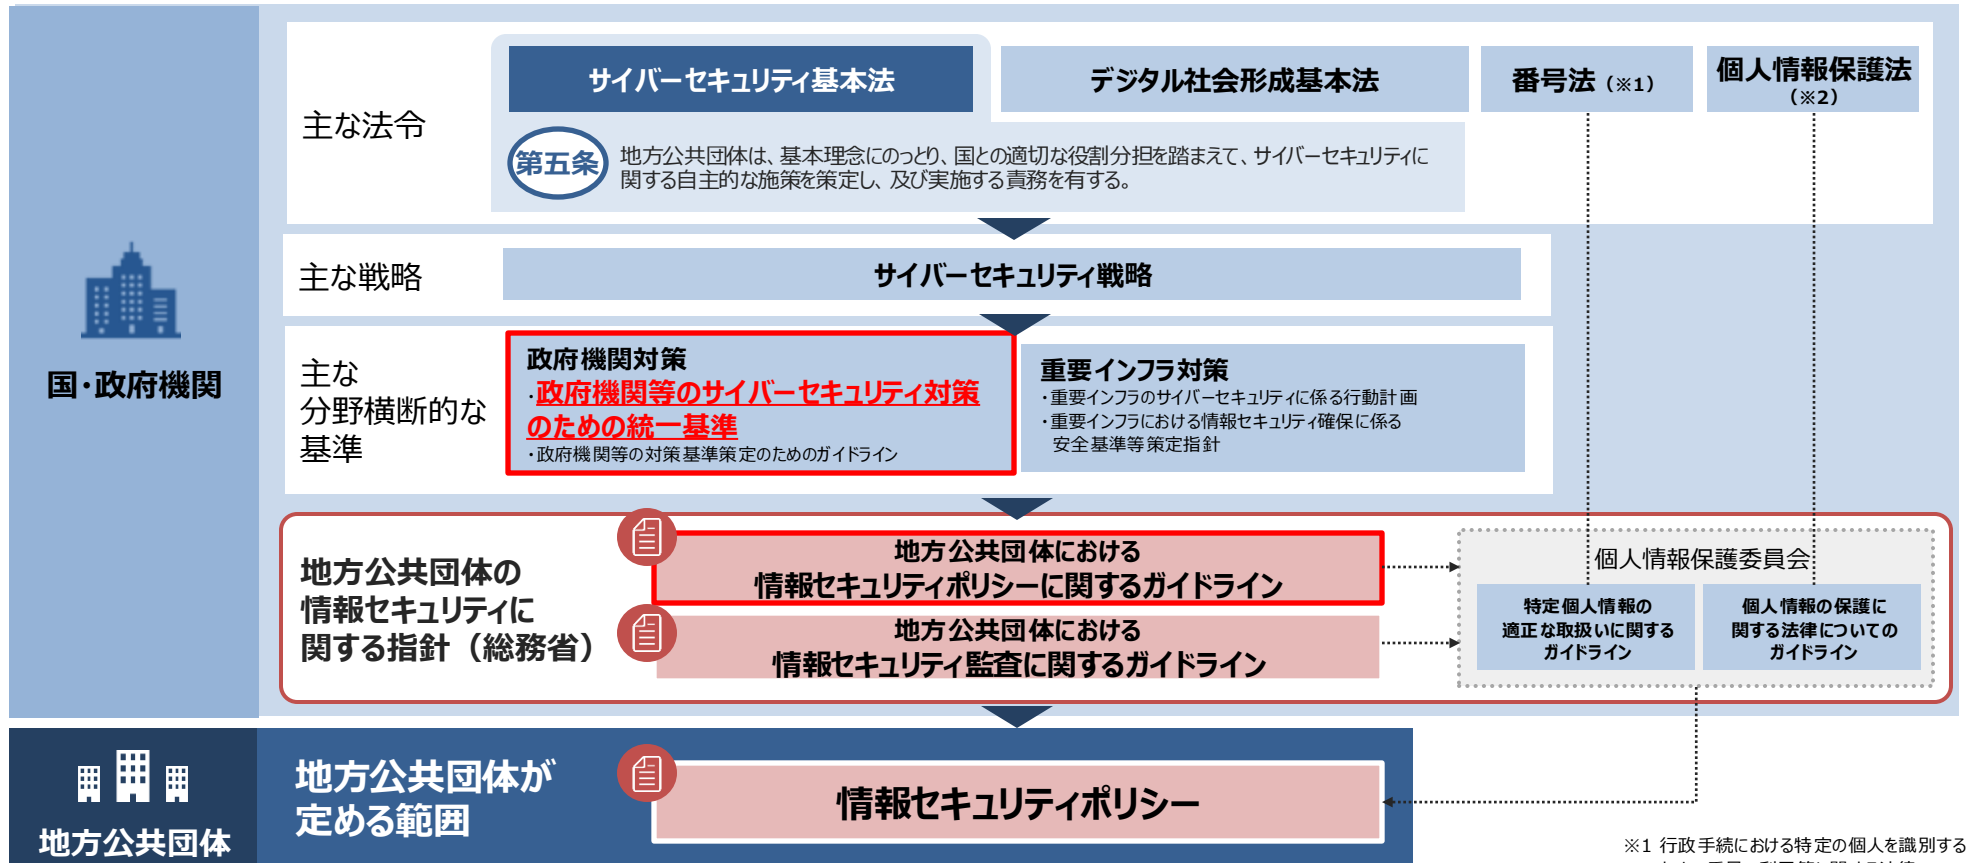 国・政府機関
主な法令
サイバーセキュリティ基本法
デジタル社会形成基本法
番号法（※1）
個人情報保護法
（※2）
第五条
地方公共団体は、基本理念にのっとり、国との適切な役割分担を踏まえて、サイバーセキュリティに
関する自主的な施策を策定し、及び実施する責務を有する。
主な戦略
サイバーセキュリティ戦略
主な
分野横断的な
基準
政府機関対策
・政府機関等のサイバーセキュリティ対策
のための統一基準
・政府機関等の対策基準策定のためのガイドライン
重要インフラ対策
・重要インフラのサイバーセキュリティに係る行動計画
・重要インフラにおける情報セキュリティ確保に係る
安全基準等策定指針
地方公共団体の
情報セキュリティに
関する指針（総務省）
地方公共団体における
情報セキュリティポリシーに関するガイドライン
地方公共団体における
情報セキュリティ監査に関するガイドライン
個人情報保護委員会
特定個人情報の
適正な取扱いに関する
ガイドライン
個人情報の保護に
関する法律についての
ガイドライン
地方公共団体
地方公共団体が
定める範囲
情報セキュリティポリシー
※1 行政手続における特定の個人を識別する